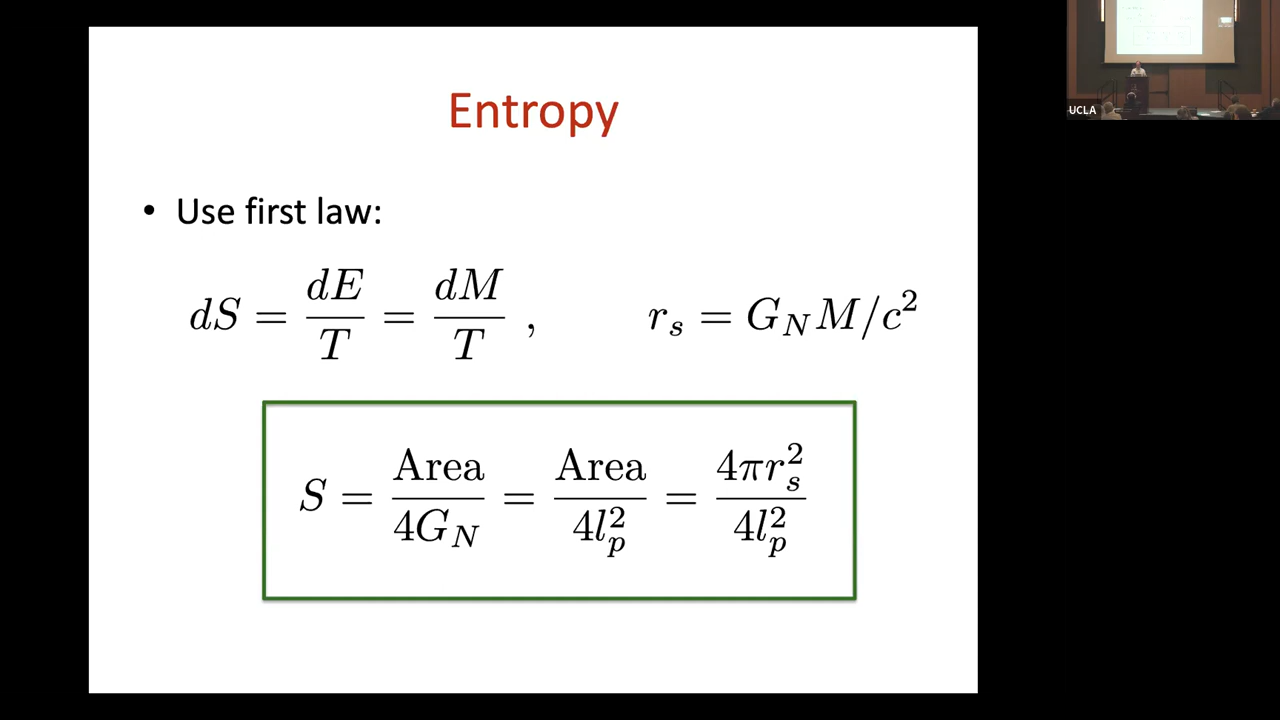 Entropy
• Use first law:
dS = dE/T = dM/T , r_s = G_N M/c^2
S = Area/4G_N = Area/4l_p^2 = 4πr_s^2/4l_p^2
UCLA